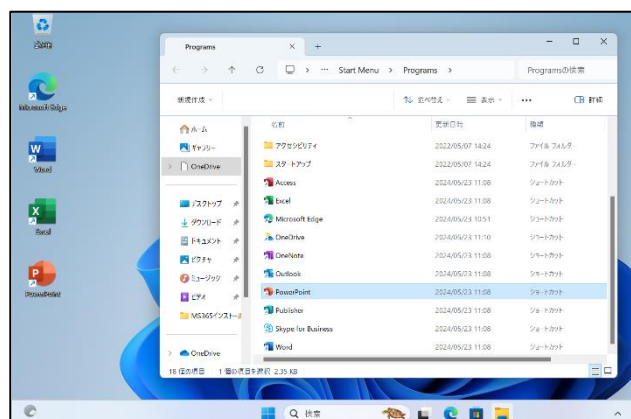 Programs
Start Menu
Programs
Programsの検索
新規作成
並べ替え
表示
詳細
名前
更新日時
種類
ホーム
ギャラリー
OneDrive
デスクトップ
ダウンロード
ドキュメント
ピクチャ
ミュージック
ビデオ
MS365インストー
OneDrive
アクセシビリティ 2022/05/07 14:24 ファイル フォルダー
スタートアップ 2022/05/07 14:24 ファイル フォルダー
Access 2024/05/23 11:08 ショートカット
Excel 2024/05/23 11:08 ショートカット
Microsoft Edge 2024/05/23 10:51 ショートカット
OneDrive 2024/05/23 11:10 ショートカット
OneNote 2024/05/23 11:08 ショートカット
Outlook 2024/05/23 11:08 ショートカット
PowerPoint 2024/05/23 11:08 ショートカット
Publisher 2024/05/23 11:08 ショートカット
Skype for Business 2024/05/23 11:08 ショートカット
Word 2024/05/23 11:08 ショートカット
1 個の項目を選択 2.35 KB
ごみ箱
Microsoft Edge
Word
Excel
PowerPoint
検索